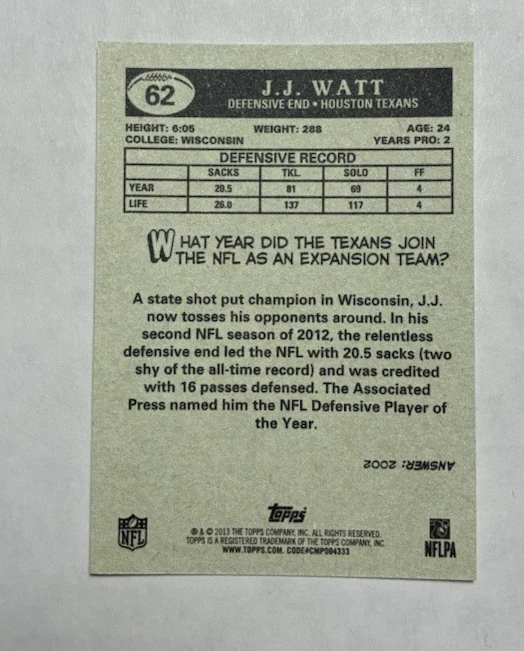 62
J.J. WATT
DEFENSIVE END • HOUSTON TEXANS
HEIGHT: 6:05 WEIGHT: 288 AGE: 24
COLLEGE: WISCONSIN YEARS PRO: 2
DEFENSIVE RECORD
SACKS TKL SOLO FF
YEAR 20.5 81 69 4
LIFE 26.0 137 117 4
WHAT YEAR DID THE TEXANS JOIN
THE NFL AS AN EXPANSION TEAM?
A state shot put champion in Wisconsin, J.J.
now tosses his opponents around. In his
second NFL season of 2012, the relentless
defensive end led the NFL with 20.5 sacks (two
shy of the all-time record) and was credited
with 16 passes defensed. The Associated
Press named him the NFL Defensive Player of
the Year.
ANSWER: 2002
topps
® & © 2013 THE TOPPS COMPANY, INC. ALL RIGHTS RESERVED.
TOPPS IS A REGISTERED TRADEMARK OF THE TOPPS COMPANY, INC.
WWW.TOPPS.COM. CODE#CMP004333
NFL
NFLPA